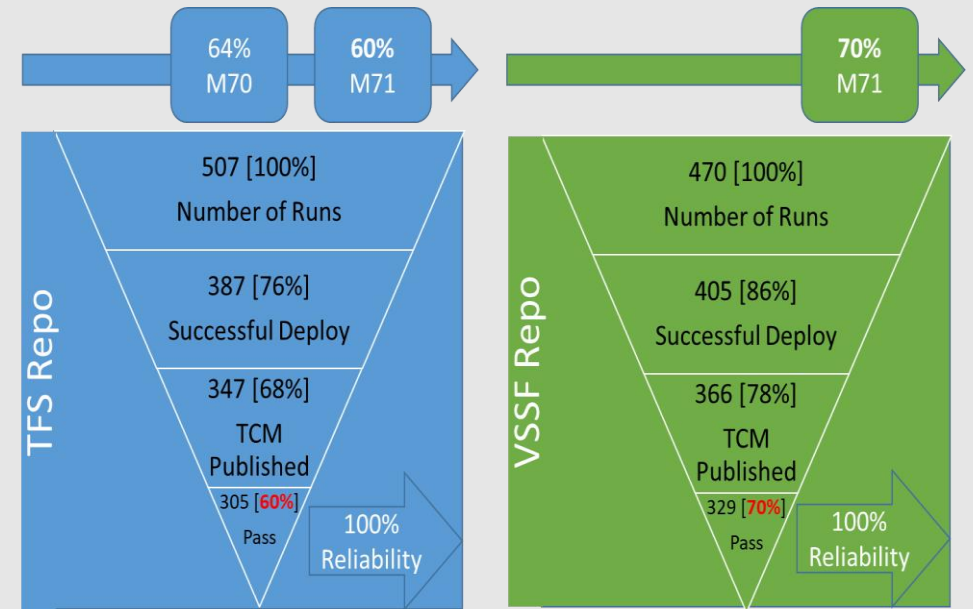 64%
M70
60%
M71
TFS Repo
507 [100%]
Number of Runs
387 [76%]
Successful Deploy
347 [68%]
TCM
Published
305 [60%]
Pass
100%
Reliability
70%
M71
VSSF Repo
470 [100%]
Number of Runs
405 [86%]
Successful Deploy
366 [78%]
TCM
Published
329 [70%]
Pass
100%
Reliability